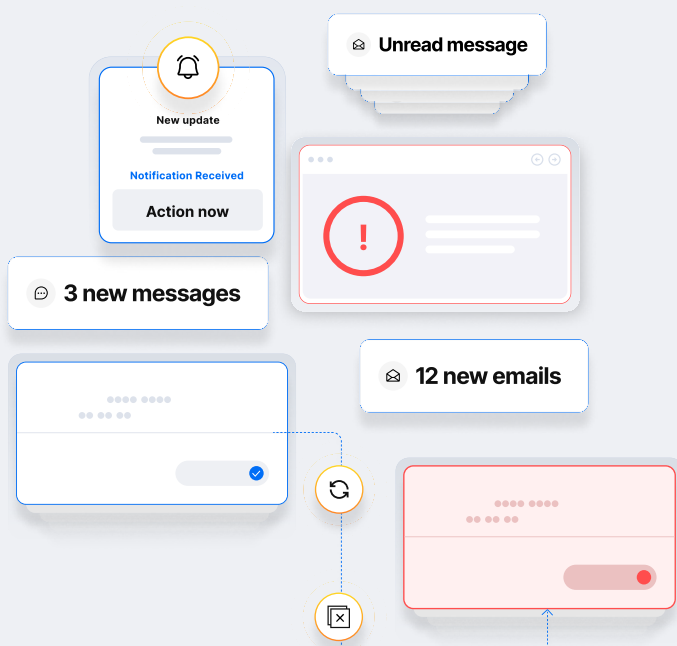 Unread message
New update
Notification Received
Action now
3 new messages
12 new emails